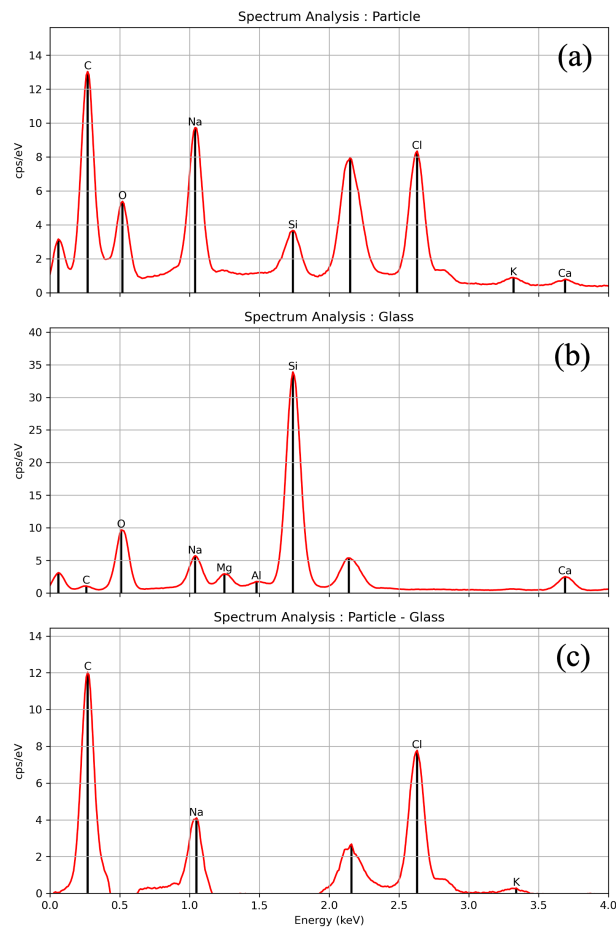 Spectrum Analysis : Particle
(a)
cps/eV
14
12
10
8
6
4
2
0
C
O
Na
Si
Cl
K
Ca
Spectrum Analysis : Glass
(b)
cps/eV
40
35
30
25
20
15
10
5
0
C
O
Na
Mg
Al
Si
Ca
Spectrum Analysis : Particle - Glass
(c)
cps/eV
14
12
10
8
6
4
2
0
C
Na
Cl
K
0.0 0.5 1.0 1.5 2.0 2.5 3.0 3.5 4.0
Energy (keV)